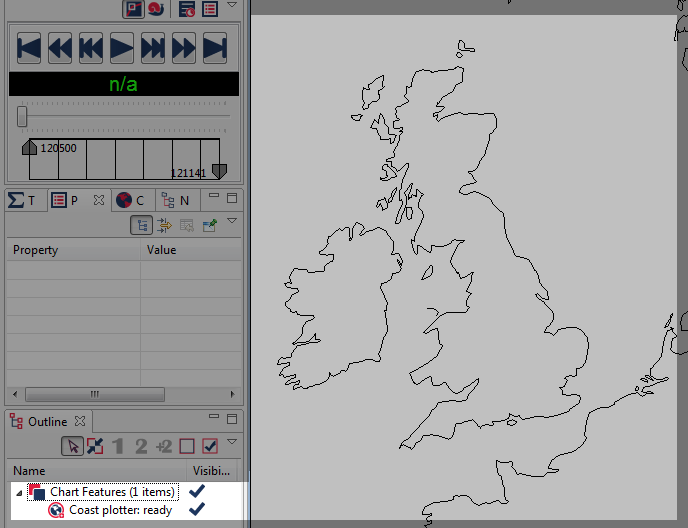 n/a
120500
121141
T
P
C
N
Property Value
Outline
1 2 +2
Name Visibi...
Chart Features (1 items)
Coast plotter: ready